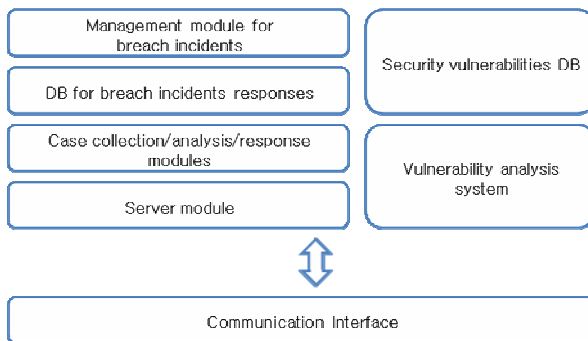 Management module for
breach incidents
DB for breach incidents responses
Case collection/analysis/response
modules
Server module
Security vulnerabilities DB
Vulnerability analysis
system
Communication Interface